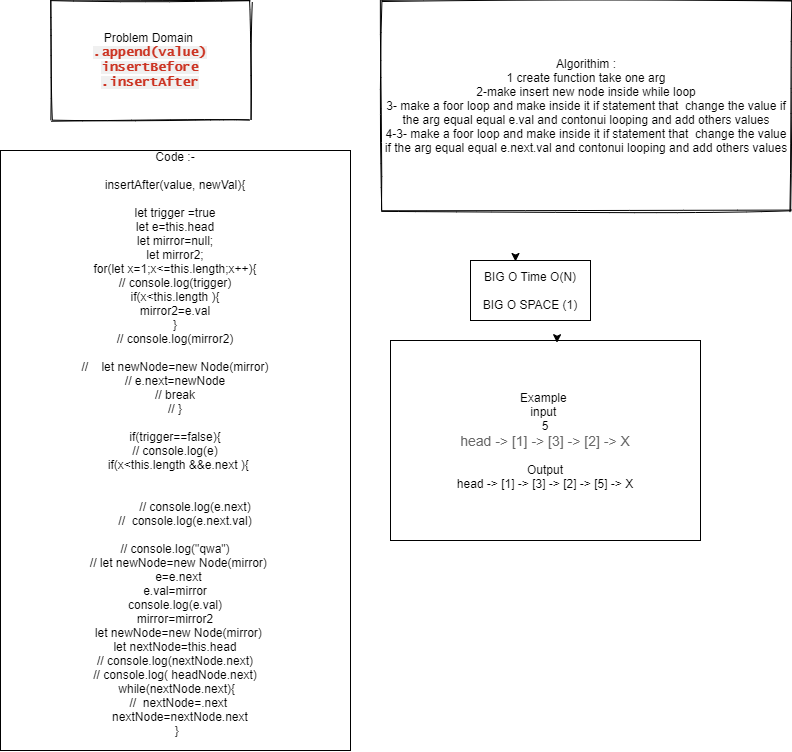 Problem Domain
.append(value)
insertBefore
.insertAfter
Algorithim :
1 create function take one arg
2-make insert new node inside while loop
3- make a foor loop and make inside it if statement that change the value if
the arg equal equal e.val and contonui looping and add others values
4-3- make a foor loop and make inside it if statement that change the value
if the arg equal equal e.next.val and contonui looping and add others values
Code :-
insertAfter(value, newVal){
let trigger =true
let e=this.head
let mirror=null;
let mirror2;
for(let x=1;x<=this.length;x++){
// console.log(trigger)
if(x<this.length ){
mirror2=e.val
}
// console.log(mirror2)
// let newNode=new Node(mirror)
// e.next=newNode
// break
// }
if(trigger==false){
// console.log(e)
if(x<this.length &&e.next ){
// console.log(e.next)
// console.log(e.next.val)
// console.log("qwa")
// let newNode=new Node(mirror)
e=e.next
e.val=mirror
console.log(e.val)
mirror=mirror2
let newNode=new Node(mirror)
let nextNode=this.head
// console.log(nextNode.next)
// console.log( headNode.next)
while(nextNode.next){
// nextNode=.next
nextNode=nextNode.next
}
BIG O Time O(N)
BIG O SPACE (1)
Example
input
5
head -> [1] -> [3] -> [2] -> X
Output
head -> [1] -> [3] -> [2] -> [5] -> X